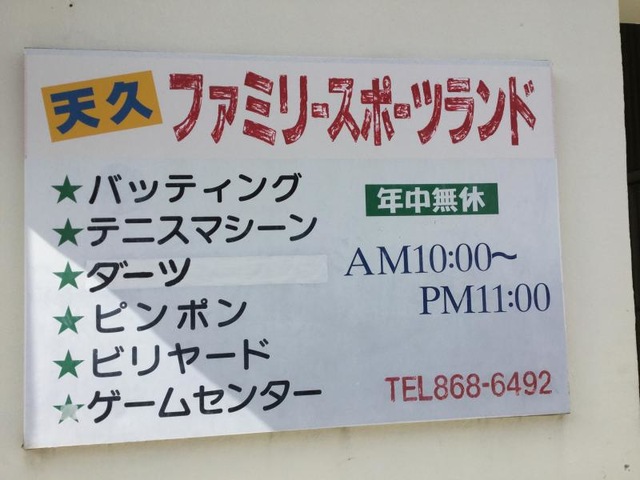 天久 ファミリースポーツランド
★バッティング
★テニスマシーン
★ダーツ
★ピンポン
★ビリヤード
★ゲームセンター
年中無休
AM10:00〜
PM11:00
TEL868-6492